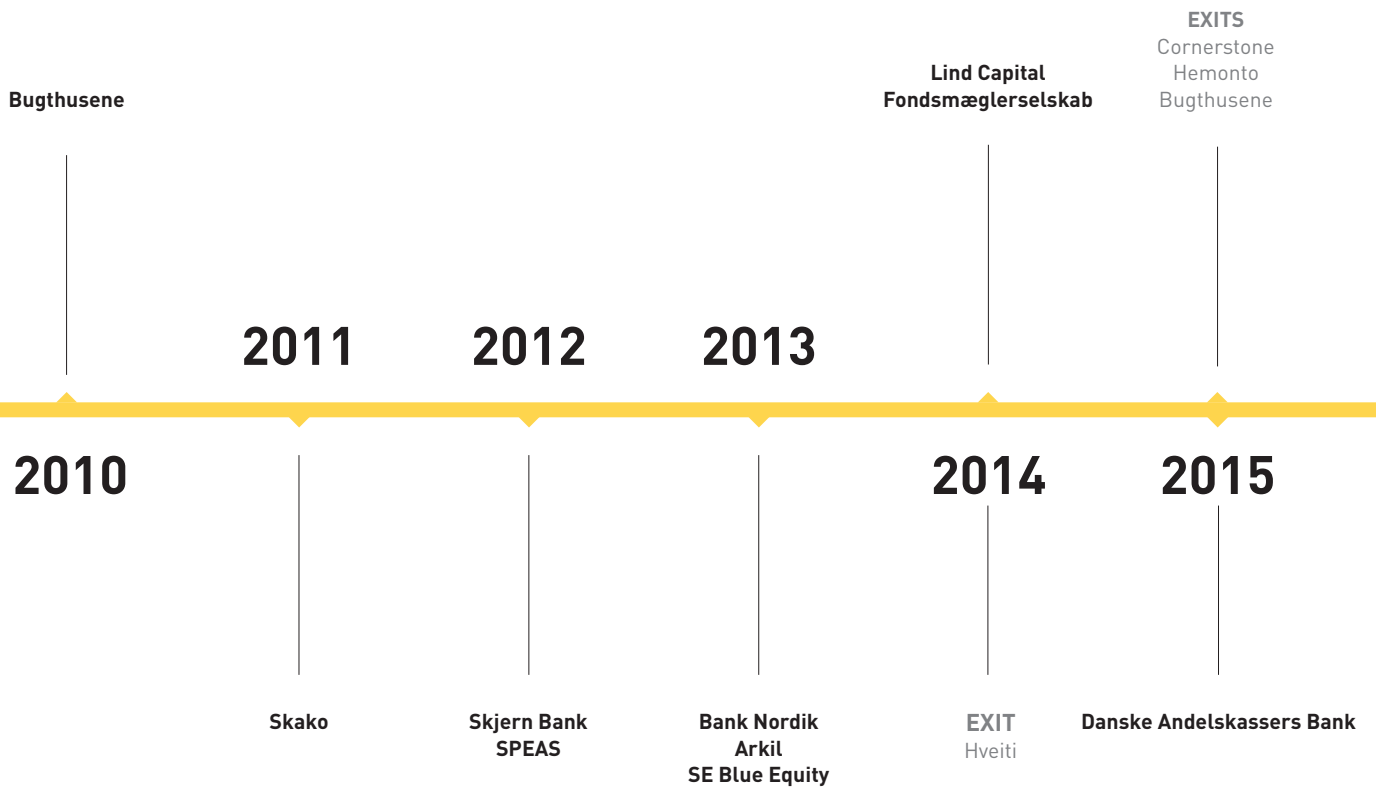 EXITS
Cornerstone
Hemonto
Bugthusene
Lind Capital
Fondsmæglerselskab
Bugthusene
2011
2012
2013
2010
2014
2015
Skako
Skjern Bank
SPEAS
Bank Nordik
Arkil
SE Blue Equity
EXIT
Hveiti
Danske Andelskassers Bank